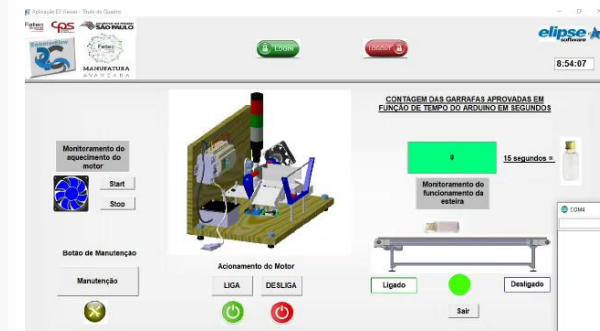 Aplicação E3 Viewer - Título do Quadro
Fatec
CPS
SÃO PAULO
Fatec
MANUFATURA
AVANÇADA
LOGIN
LOGOUT
elipse
software
8:54:07
CONTAGEM DAS GARRAFAS APROVADAS EM
FUNÇÃO DE TEMPO DO ARDUINO EM SEGUNDOS
0
15 segundos =
Monitoramento do
aquecimento do
motor
Start
Stop
Monitoramento do
funcionamento da
esteira
COM4
Botão de Manutenção
Manutenção
Acionamento do Motor
LIGA
DESLIGA
Ligado
Desligado
Sair